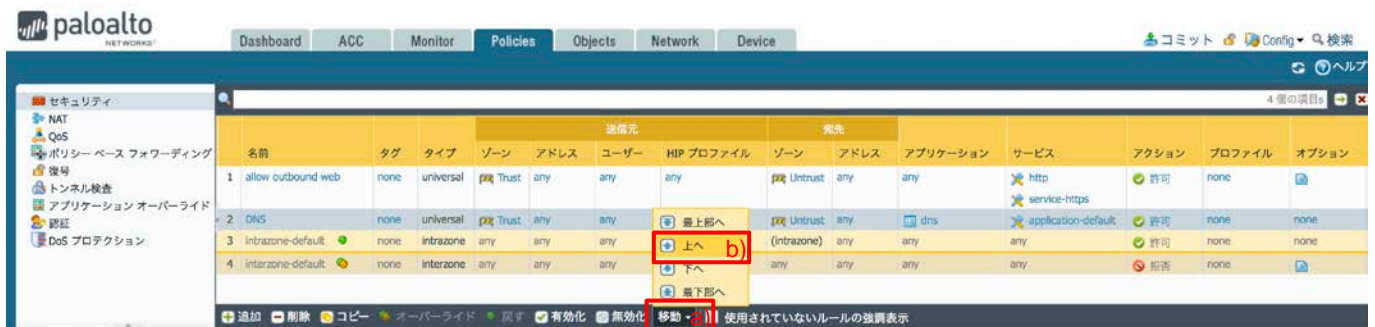 paloalto
NETWORKS
Dashboard ACC Monitor Policies Objects Network Device
コミット Config 検索
ヘルプ
セキュリティ
NAT
QoS
ポリシー ベース フォワーディング
復号
トンネル検査
アプリケーション オーバーライド
認証
DoS プロテクション
4 個の項目s
送信元 宛先
名前 タグ タイプ ゾーン アドレス ユーザー HIP プロファイル ゾーン アドレス アプリケーション サービス アクション プロファイル オプション
1 allow outbound web none universal Trust any any any Untrust any any http 許可 none
service-https
2 DNS none universal Trust any any Untrust any dns application-default 許可 none none
3 intrazone-default none intrazone any any any (intrazone) any any any 許可 none none
4 interzone-default none interzone any any any any any any any 拒否 none
最上部へ
上へ b)
下へ
最下部へ
追加 削除 コピー オーバーライド 戻す 有効化 無効化 移動 a) 使用されていないルールの強調表示